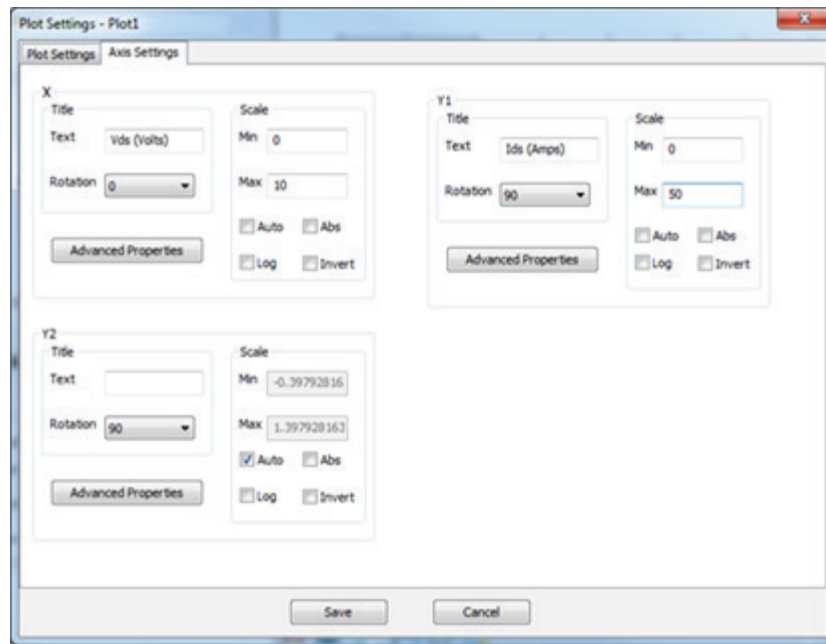 Plot Settings - Plot1
Plot Settings Axis Settings
X
Title
Text Vds (Volts)
Rotation 0
Advanced Properties
Scale
Min 0
Max 10
Auto Abs
Log Invert
Y1
Title
Text Ids (Amps)
Rotation 90
Advanced Properties
Scale
Min 0
Max 50
Auto Abs
Log Invert
Y2
Title
Text
Rotation 90
Advanced Properties
Scale
Min -0.39792816
Max 1.397928163
Auto Abs
Log Invert
Save Cancel